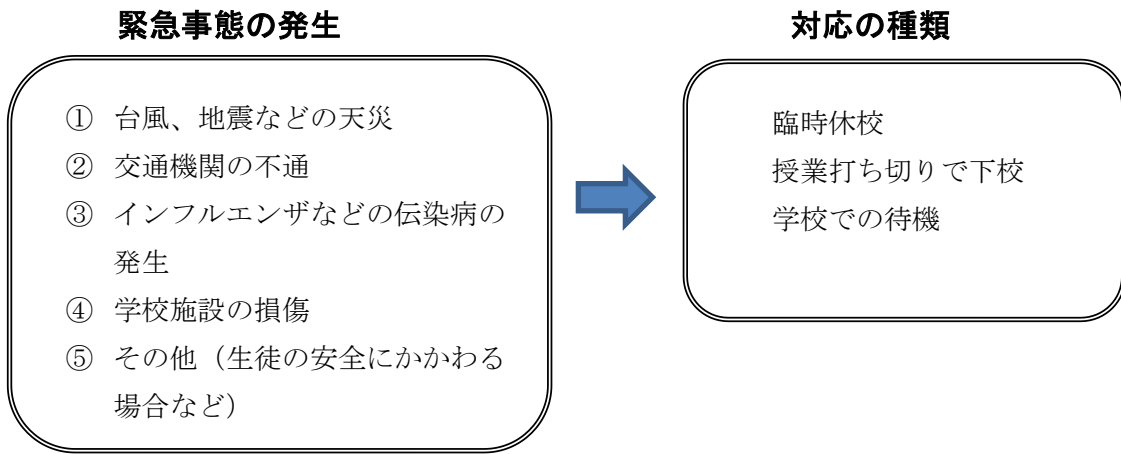 緊急事態の発生
① 台風、地震などの天災
② 交通機関の不通
③ インフルエンザなどの伝染病の
発生
④ 学校施設の損傷
⑤ その他（生徒の安全にかかわる
場合など）
対応の種類
臨時休校
授業打ち切りで下校
学校での待機